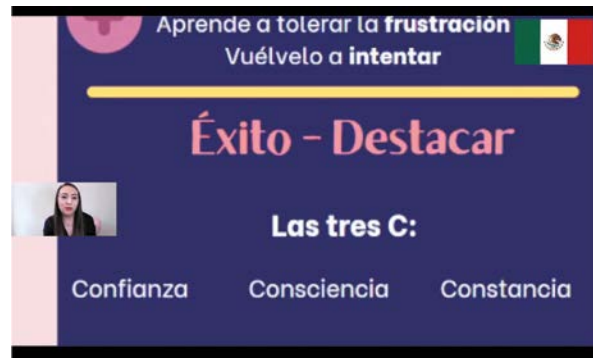 Aprende a tolerar la frustración
Vuélvelo a intentar
Éxito - Destacar
Las tres C:
Confianza Consciencia Constancia